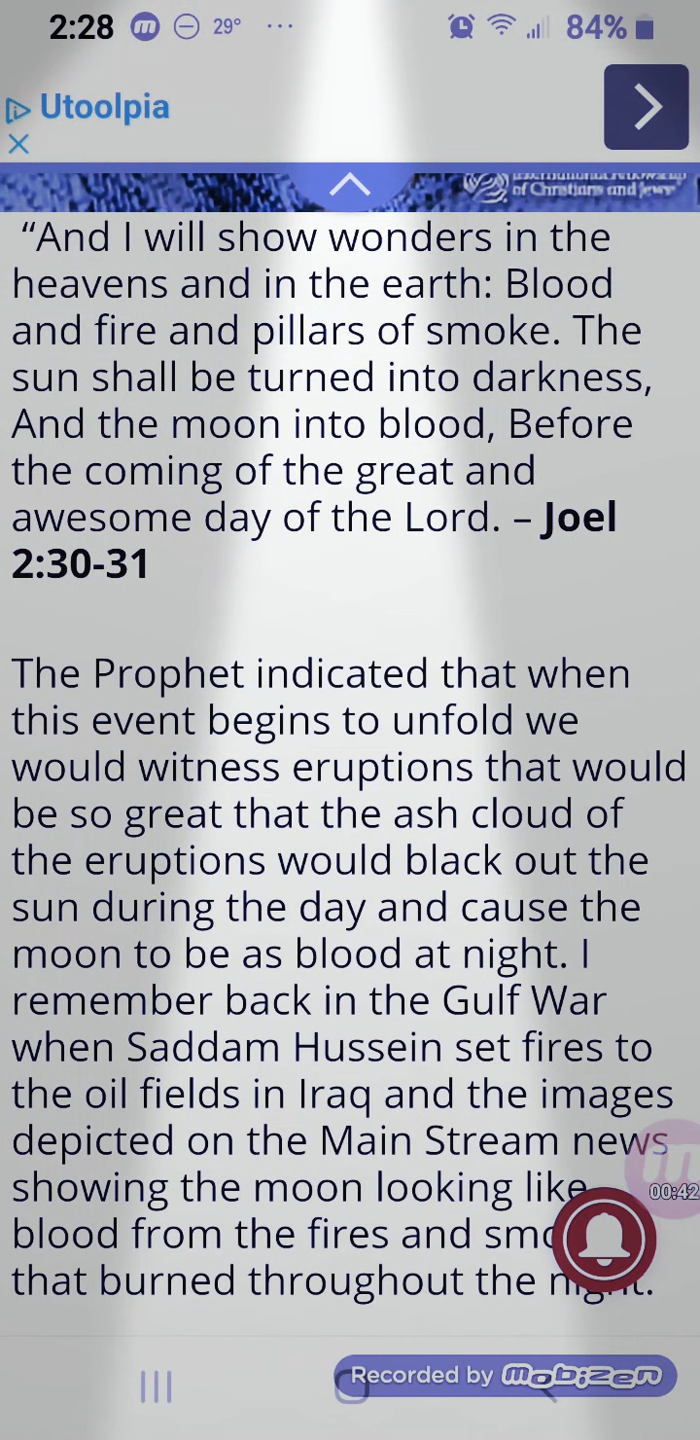 2:28
29°
84%
Utoolpia
of Christians and Jews
“And I will show wonders in the
heavens and in the earth: Blood
and fire and pillars of smoke. The
sun shall be turned into darkness,
And the moon into blood, Before
the coming of the great and
awesome day of the Lord. – Joel
2:30-31
The Prophet indicated that when
this event begins to unfold we
would witness eruptions that would
be so great that the ash cloud of
the eruptions would black out the
sun during the day and cause the
moon to be as blood at night. I
remember back in the Gulf War
when Saddam Hussein set fires to
the oil fields in Iraq and the images
depicted on the Main Stream news
showing the moon looking like
00:42
blood from the fires and smo
that burned throughout the night.
Recorded by mobizen